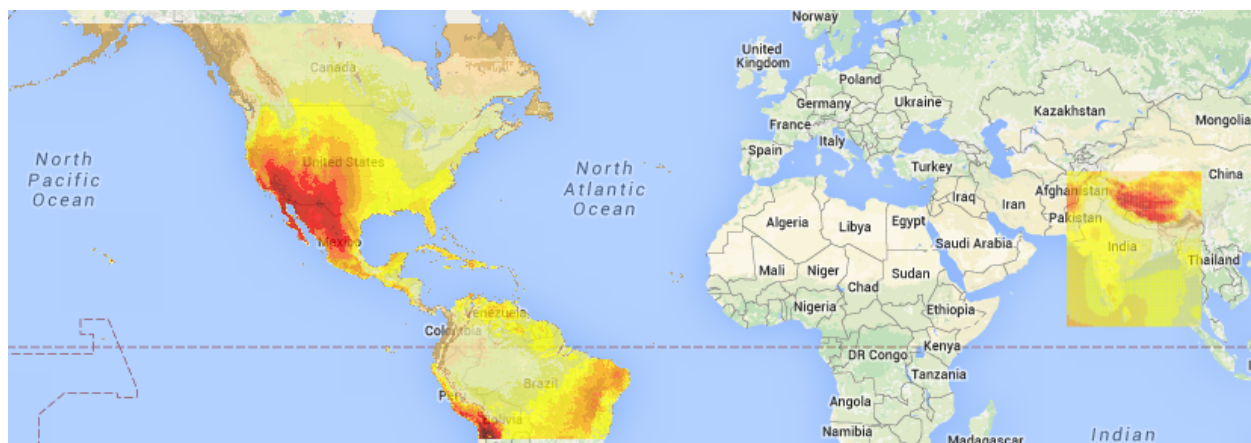 Norway
United
Kingdom
Canada
Poland
Germany
Ukraine
Kazakhstan
Mongolia
France
North
Pacific
Ocean
United States
North
Atlantic
Ocean
Spain
Italy
Turkey
China
Afghanistan
Iraq
Iran
Pakistan
Algeria
Libya
Egypt
Saudi Arabia
Mexico
India
Thailand
Mali
Niger
Chad
Sudan
Nigeria
Ethiopia
Venezuela
Colombia
Kenya
DR Congo
Tanzania
Brazil
Peru
Bolivia
Angola
Namibia
Madagascar
Indian